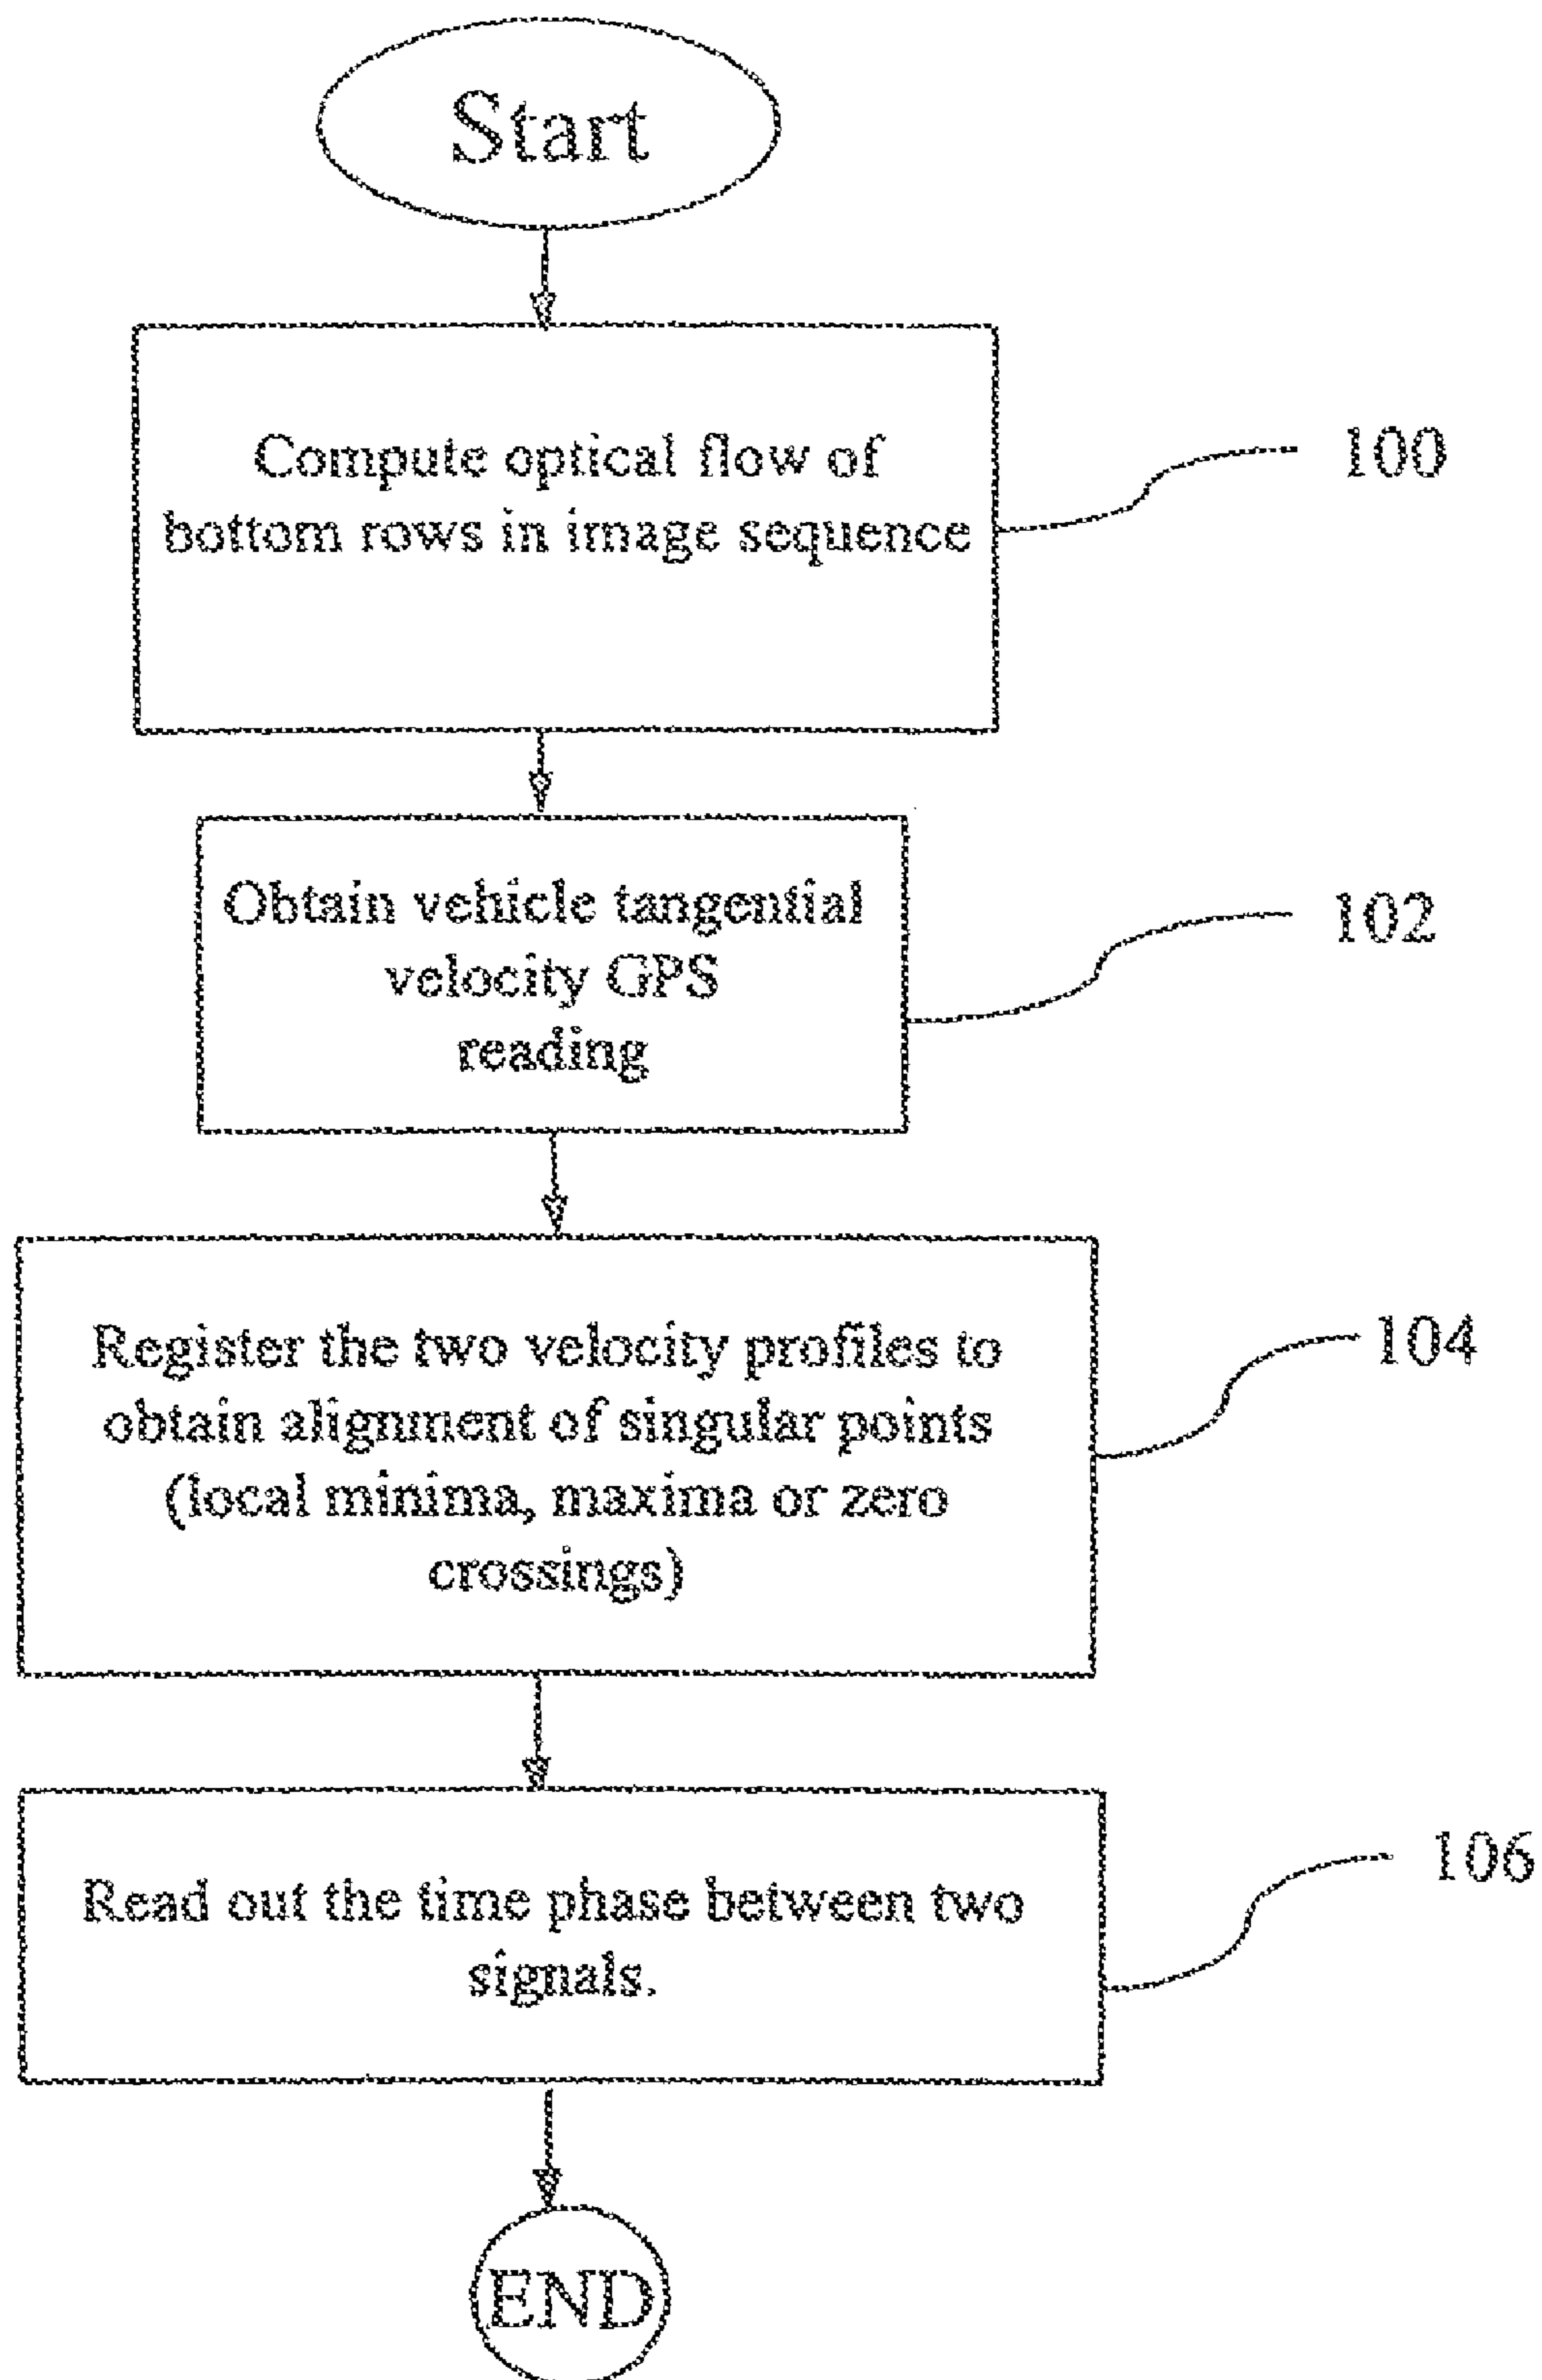 Start
Compute optical flow of
bottom rows in image sequence
100
Obtain vehicle tangential
velocity GPS
reading
102
Register the two velocity profiles to
obtain alignment of singular points
(local minima, maxima or zero
crossings)
104
Read out the time phase between two
signals.
106
END